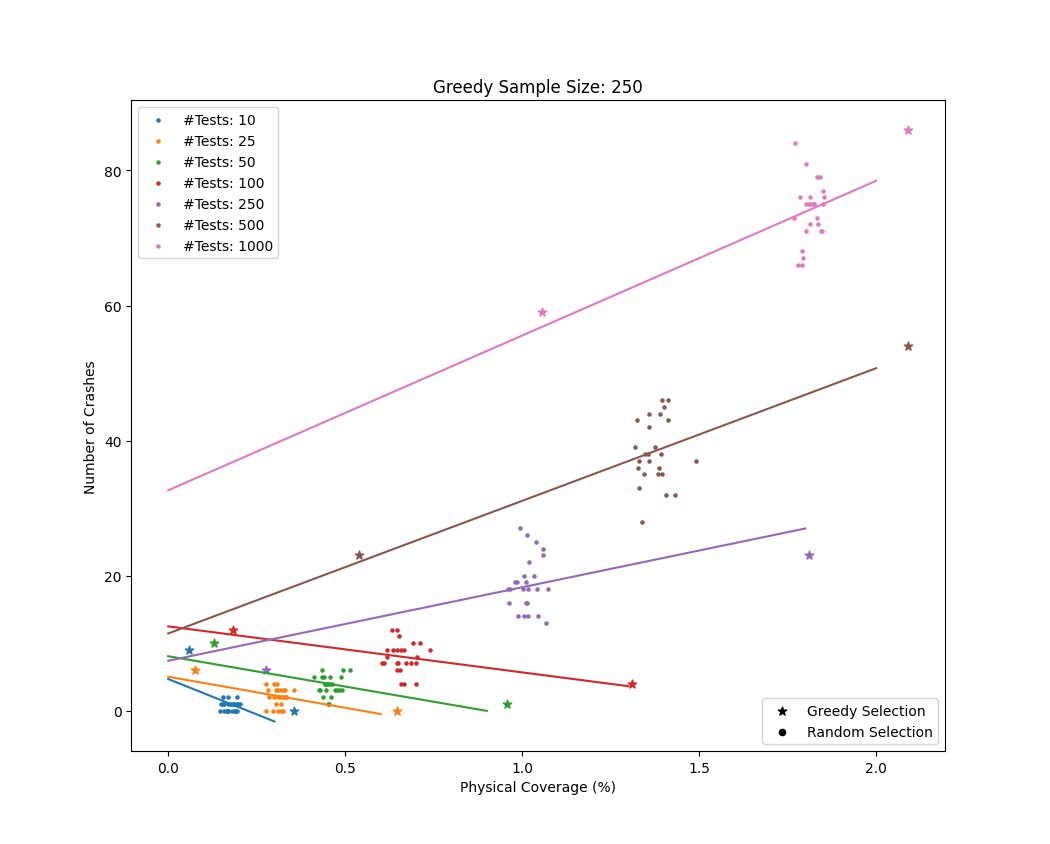 Greedy Sample Size: 250
#Tests: 10
#Tests: 25
#Tests: 50
#Tests: 100
#Tests: 250
#Tests: 500
#Tests: 1000
80
60
40
20
0
Number of Crashes
Greedy Selection
Random Selection
0.0
0.5
1.0
1.5
2.0
Physical Coverage (%)